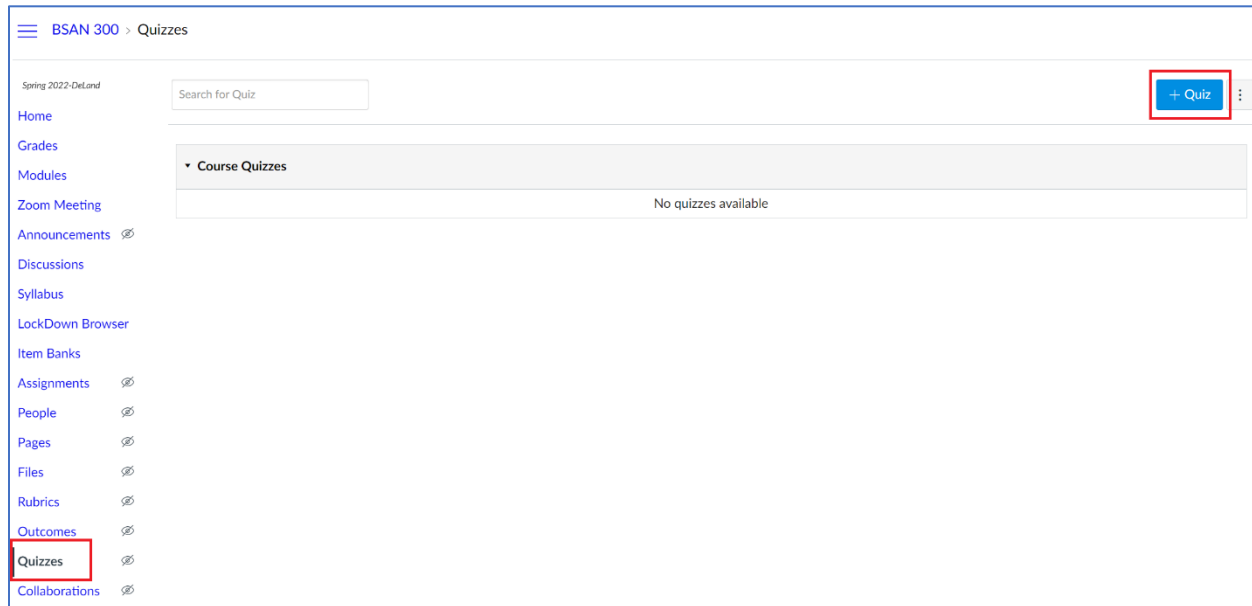 BSAN 300 > Quizzes
Spring 2022-DeLand
Search for Quiz
+ Quiz
Home
Grades
Modules
Zoom Meeting
Announcements
Discussions
Syllabus
LockDown Browser
Item Banks
Assignments
People
Pages
Files
Rubrics
Outcomes
Quizzes
Collaborations
Course Quizzes
No quizzes available